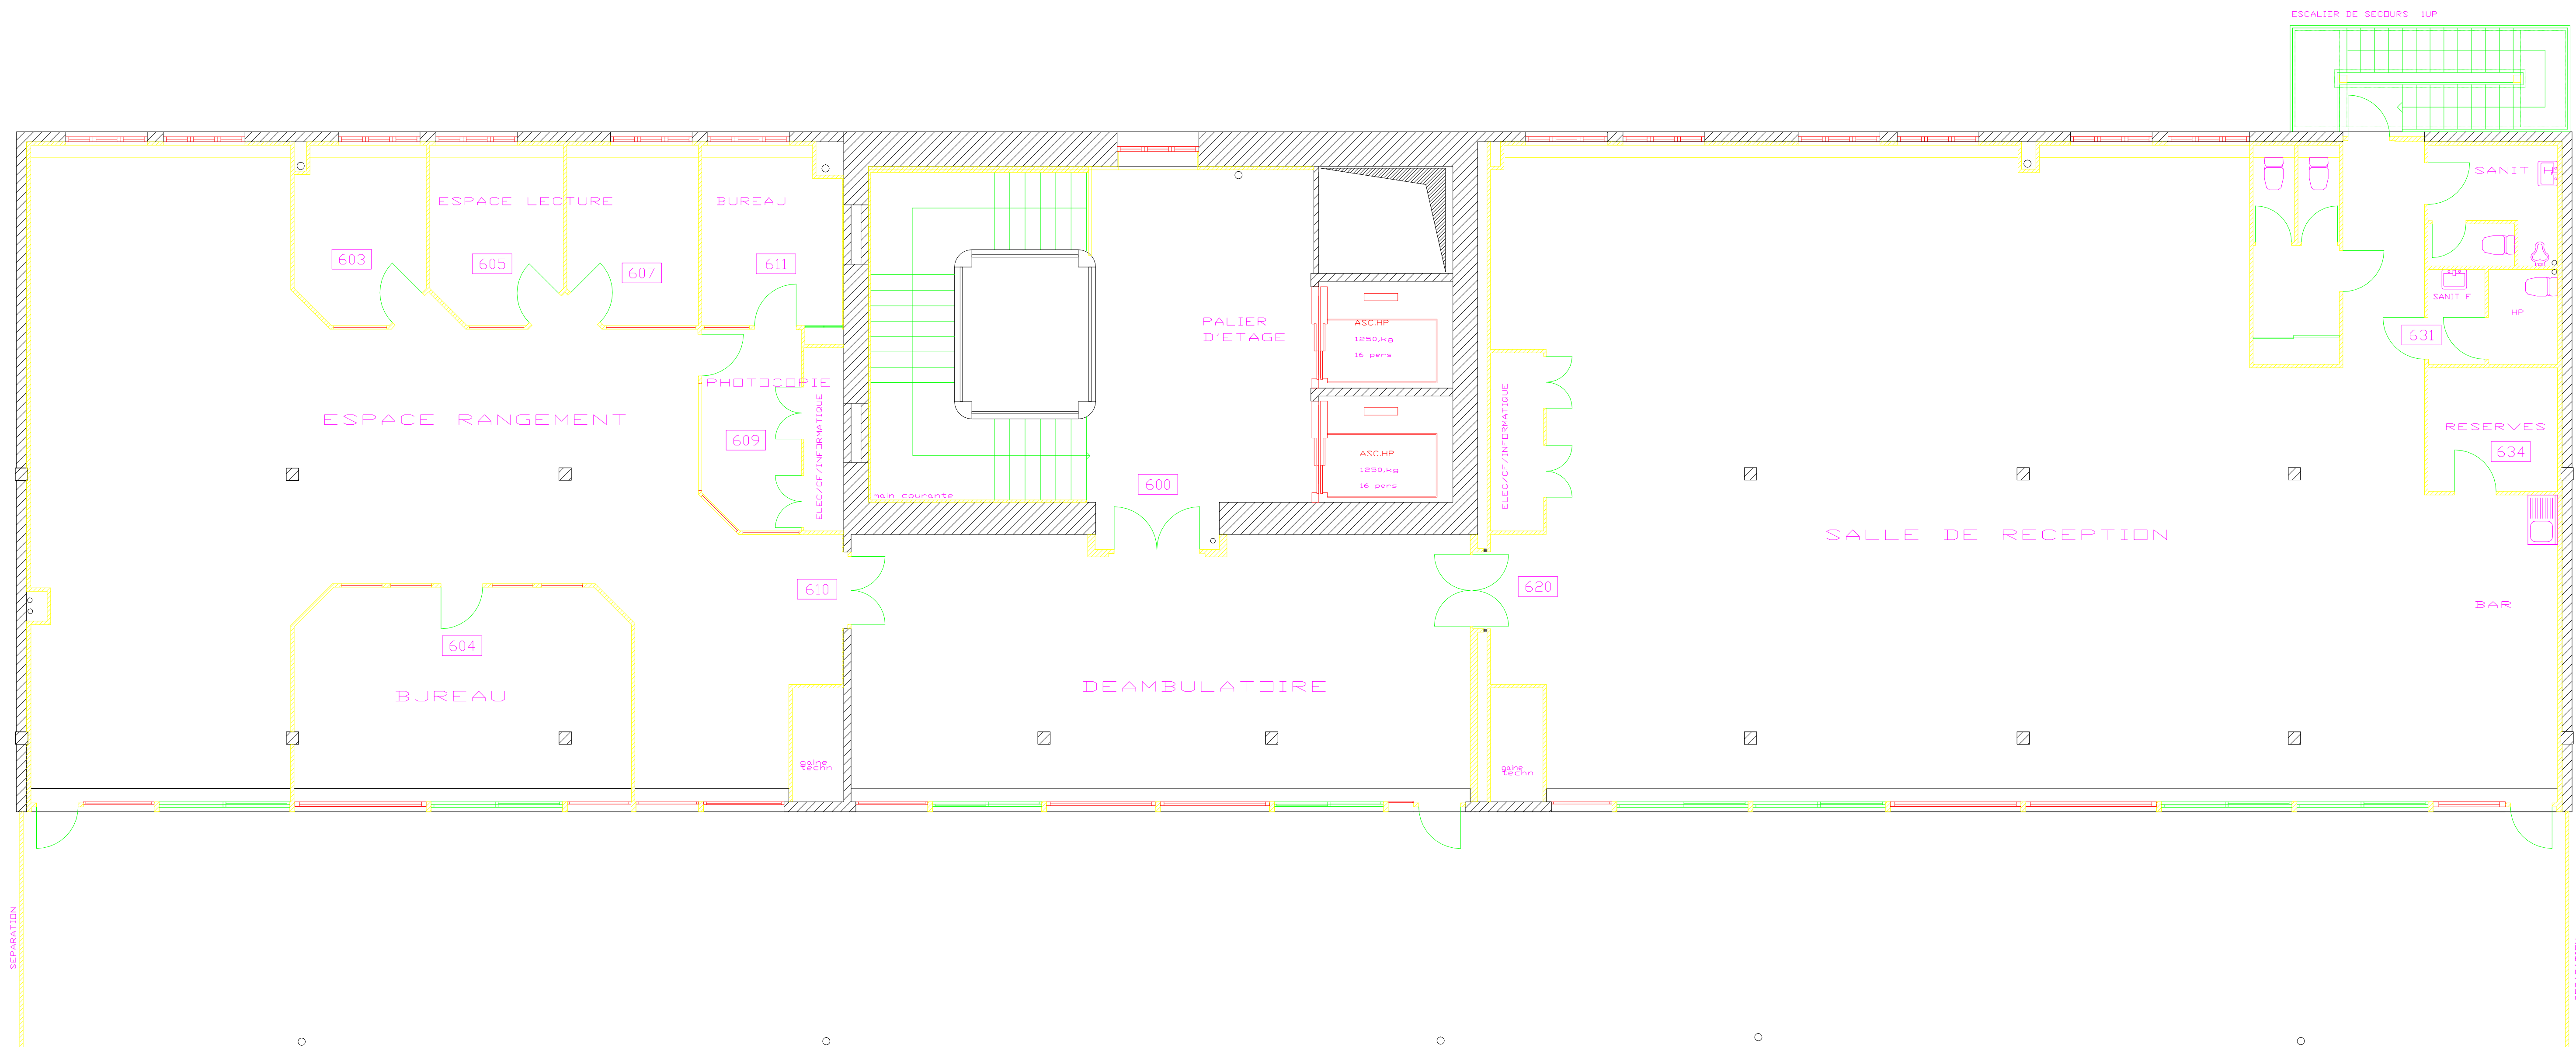 ESCALIER DE SECOURS 1UP
SANIT H
ESPACE LECTURE
BUREAU
603
605
607
611
SANIT F
HP
PALIER
D'ETAGE
ASC.HP
1250.kg
16 pers
631
PHOTOCOPIE
ESPACE RANGEMENT
609
ELEC/CF/INFORMATIQUE
ELEC/CF/INFORMATIQUE
RESERVES
634
ASC.HP
1250.kg
16 pers
600
main courante
SALLE DE RECEPTION
610
620
BAR
604
BUREAU
DEAMBULATOIRE
gaine
techn
gaine
techn
SEPARATION